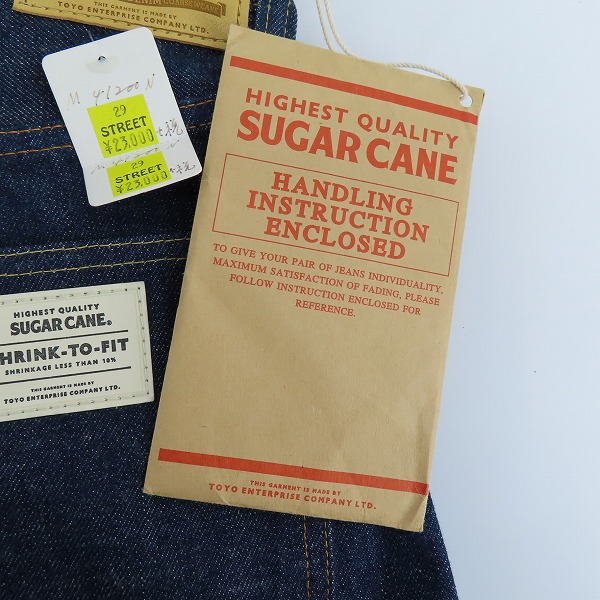 THIS GARMENT IS MADE BY
TOYO ENTERPRISE COMPANY LTD.
M 41200 N
29
STREET
¥23,000+税
29
STREET
¥23,000
HIGHEST QUALITY
SUGAR CANE
HANDLING
INSTRUCTION
ENCLOSED
TO GIVE YOUR PAIR OF JEANS INDIVIDUALITY,
MAXIMUM SATISFACTION OF FADING, PLEASE
FOLLOW INSTRUCTION ENCLOSED FOR
REFERENCE.
THIS GARMENT IS MADE BY
TOYO ENTERPRISE COMPANY LTD.
HIGHEST QUALITY
SUGAR CANE®
HRINK-TO-FIT
SHRINKAGE LESS THAN 10%
THIS GARMENT IS MADE BY
TOYO ENTERPRISE COMPANY LTD.